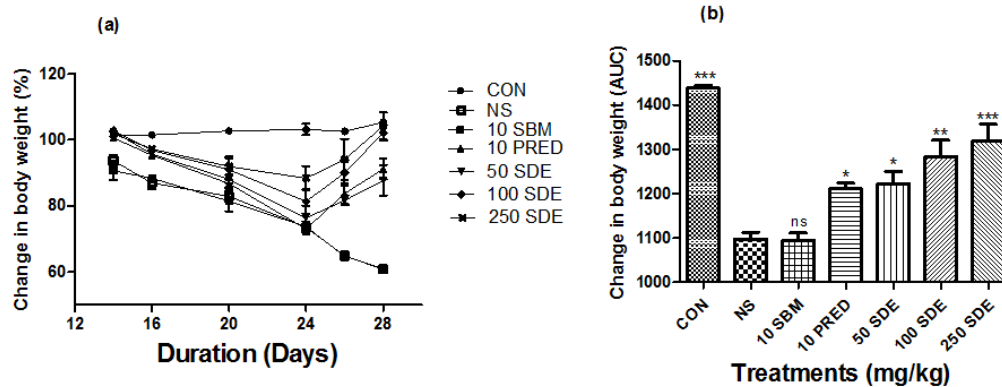 (a)
Change in body weight (%)
120
100
80
60
12
16
20
24
28
Duration (Days)
CON
NS
10 SBM
10 PRED
50 SDE
100 SDE
250 SDE
(b)
Change in body weight (AUC)
1500
1400
1300
1200
1100
1000
***
ns
*
*
**
***
CON
NS
10 SBM
10 PRED
50 SDE
100 SDE
250 SDE
Treatments (mg/kg)